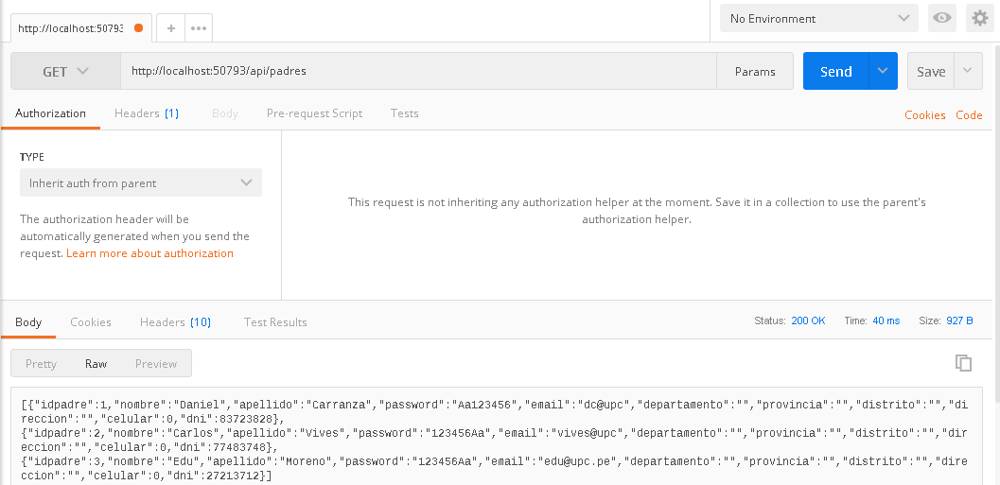 http://localhost:50793
No Environment
GET
http://localhost:50793/api/padres
Params
Send
Save
Authorization
Headers (1)
Body
Pre-request Script
Tests
Cookies
Code
TYPE
Inherit auth from parent
The authorization header will be
automatically generated when you send the
request. Learn more about authorization
This request is not inheriting any authorization helper at the moment. Save it in a collection to use the parent's
authorization helper.
Body
Cookies
Headers (10)
Test Results
Status: 200 OK
Time: 40 ms
Size: 927 B
Pretty
Raw
Preview
[{"idpadre":1,"nombre":"Daniel","apellido":"Carranza","password":"Aa123456","email":"dc@upc","departamento":"","provincia":"","distrito":"","di
reccion":"","celular":0,"dni":83723828},
{"idpadre":2,"nombre":"Carlos","apellido":"Vives","password":"123456Aa","email":"vives@upc","departamento":"","provincia":"","distrito":"","dir
eccion":"","celular":0,"dni":77483748},
{"idpadre":3,"nombre":"Edu","apellido":"Moreno","password":"123456Aa","email":"edu@upc.pe","departamento":"","provincia":"","distrito":"","dire
ccion":"","celular":0,"dni":27213712}]